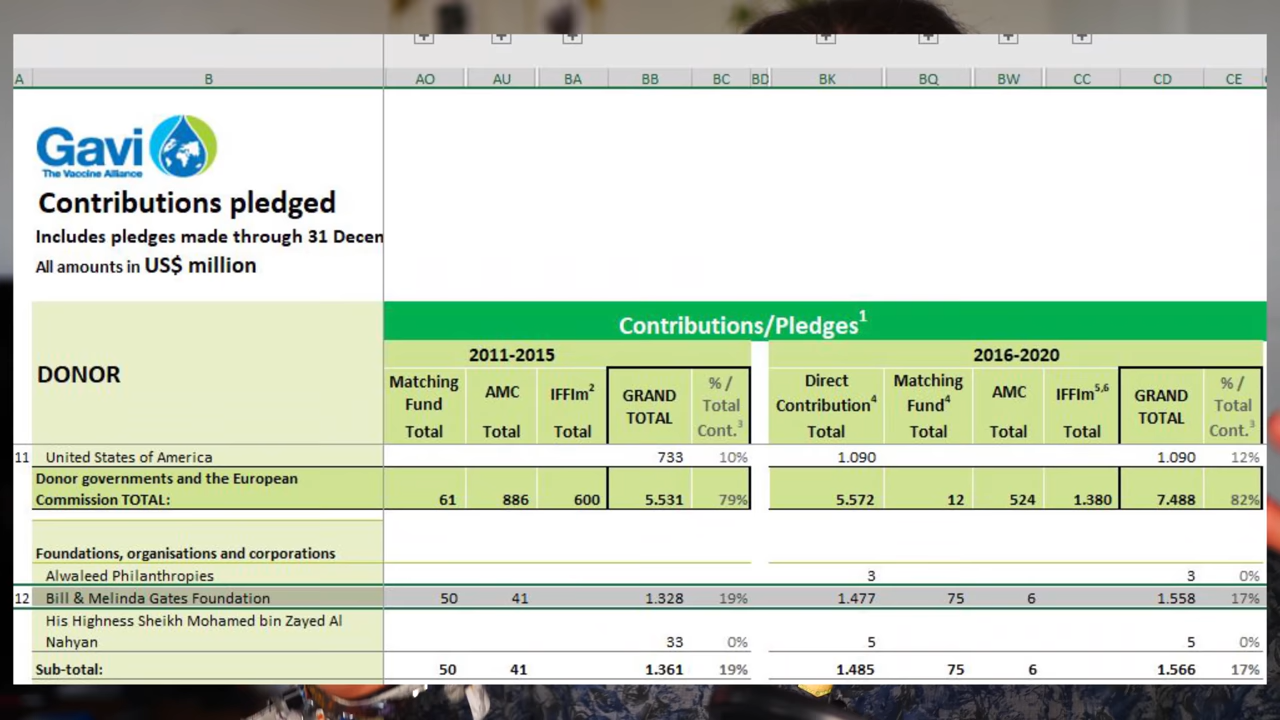 A B AO AU BA BB BC BD BK BQ BW CC CD CE
Gavi
The Vaccine Alliance
Contributions pledged
Includes pledges made through 31 Decen
All amounts in US$ million
DONOR
Contributions/Pledges1
2011-2015 2016-2020
Matching Fund Total
AMC Total
IFFIm2 Total
GRAND TOTAL
% / Total Cont.3
Direct Contribution4 Total
Matching Fund4 Total
AMC Total
IFFIm5,6 Total
GRAND TOTAL
% / Total Cont.3
11 United States of America 733 10% 1.090 1.090 12%
Donor governments and the European
Commission TOTAL: 61 886 600 5.531 79% 5.572 12 524 1.380 7.488 82%
Foundations, organisations and corporations
Alwaleed Philanthropies 3 3 0%
12 Bill & Melinda Gates Foundation 50 41 1.328 19% 1.477 75 6 1.558 17%
His Highness Sheikh Mohamed bin Zayed Al
Nahyan 33 0% 5 5 0%
Sub-total: 50 41 1.361 19% 1.485 75 6 1.566 17%